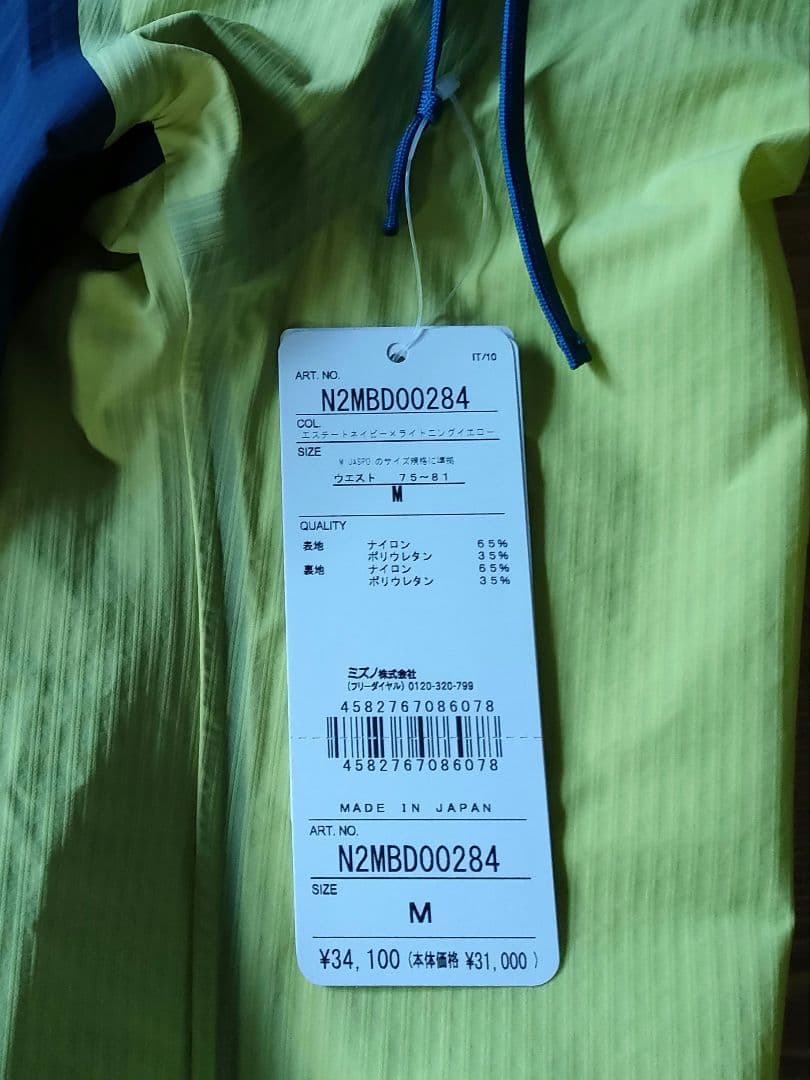 IT/10
ART. NO.
N2MBD00284
COL.
エステートネイビー×ライトニングイエロー
SIZE
M JASPO のサイズ規格に準拠
ウエスト 75~81
M
QUALITY
表地 ナイロン 65%
ポリウレタン 35%
裏地 ナイロン 65%
ポリウレタン 35%
ミズノ株式会社
(フリーダイヤル) 0120-320-799
4582767086078
4582767086078
MADE IN JAPAN
ART. NO.
N2MBD00284
SIZE
M
¥34,100 (本体価格 ¥31,000 )